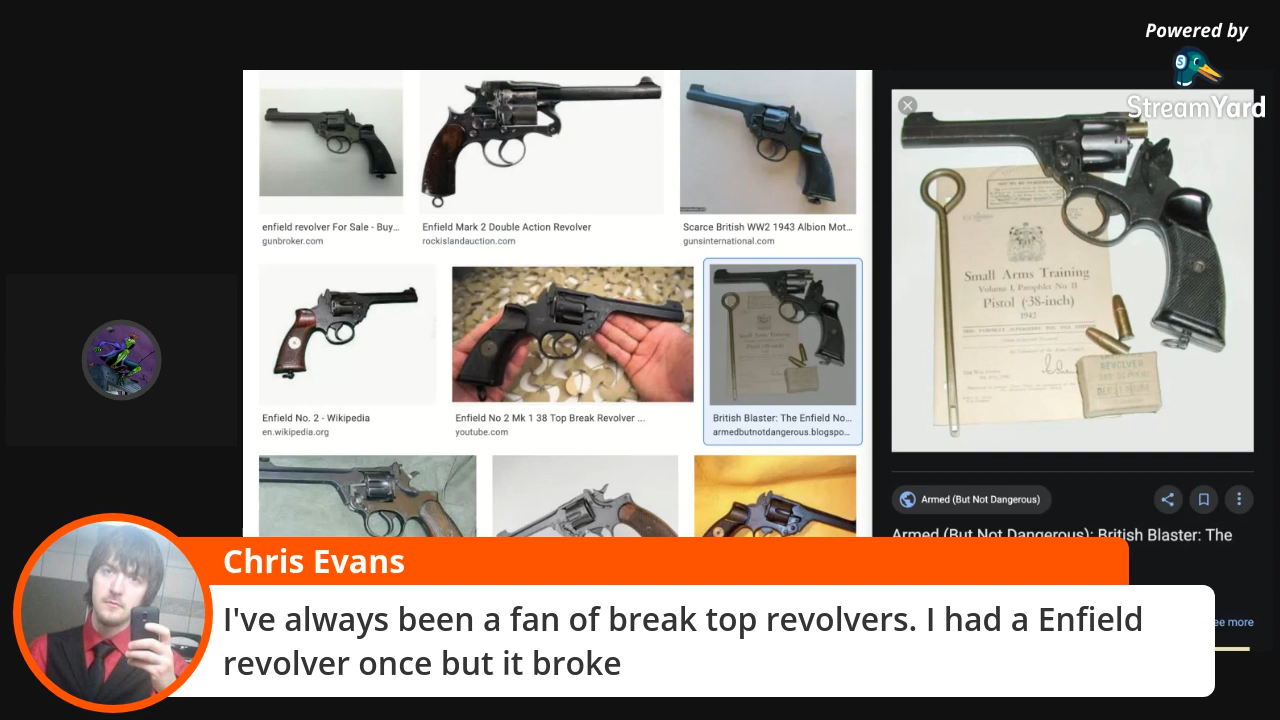 Powered by
StreamYard
enfield revolver For Sale - Buy...
gunbroker.com
Enfield Mark 2 Double Action Revolver
rockislandauction.com
Scarce British WW2 1943 Albion Mot...
gunsinternational.com
Enfield No. 2 - Wikipedia
en.wikipedia.org
Enfield No 2 Mk 1 38 Top Break Revolver ...
youtube.com
British Blaster: The Enfield No...
armedbutnotdangerous.blogspo...
Small Arms Training
Volume I, Pamphlet No. 11
Pistol (·38-inch)
1942
REVOLVER
Armed (But Not Dangerous)
Armed (But Not Dangerous): British Blaster: The
ee more
Chris Evans
I've always been a fan of break top revolvers. I had a Enfield
revolver once but it broke